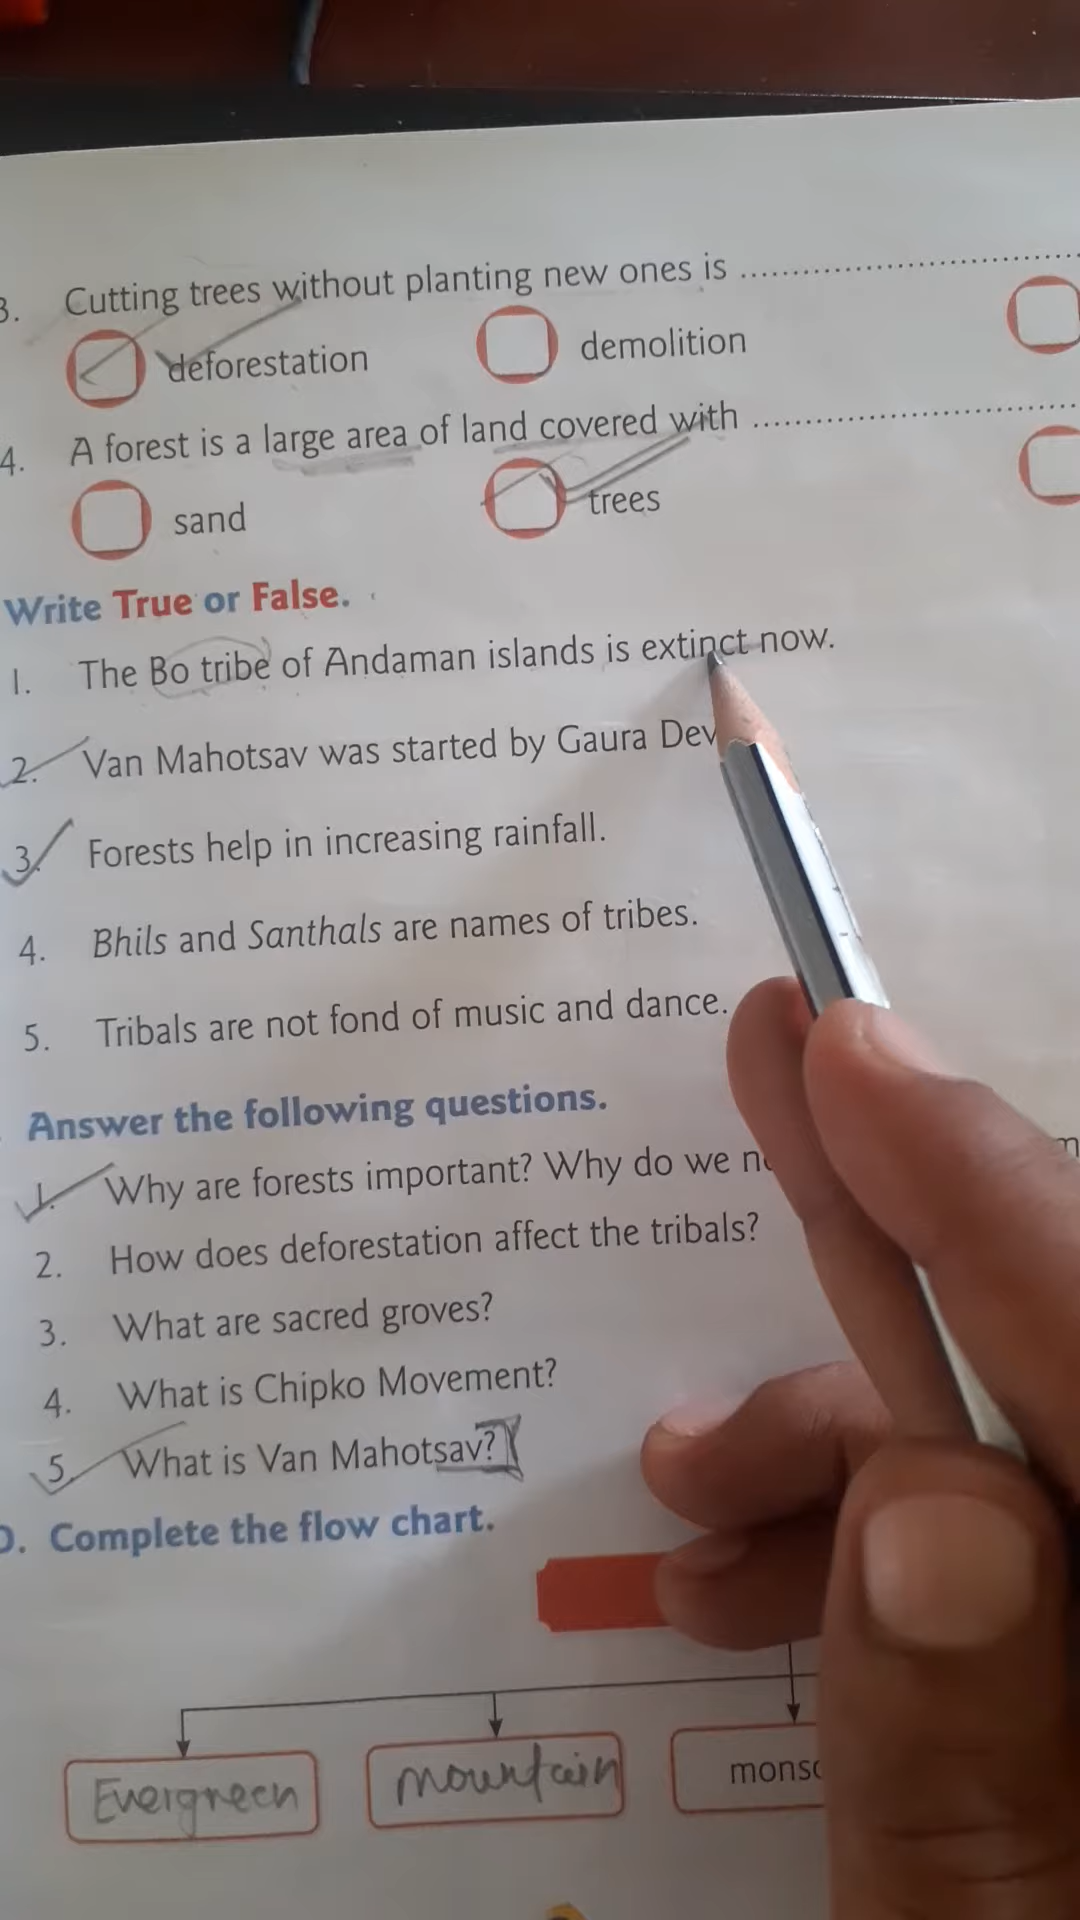 3. Cutting trees without planting new ones is ........................................
deforestation demolition
4. A forest is a large area of land covered with ........................................
sand trees
Write True or False.
1. The Bo tribe of Andaman islands is extinct now.
2. Van Mahotsav was started by Gaura Dev
3. Forests help in increasing rainfall.
4. Bhils and Santhals are names of tribes.
5. Tribals are not fond of music and dance.
Answer the following questions.
1. Why are forests important? Why do we
2. How does deforestation affect the tribals?
3. What are sacred groves?
4. What is Chipko Movement?
5. What is Van Mahotsav?
D. Complete the flow chart.
Evergreen mountain monso